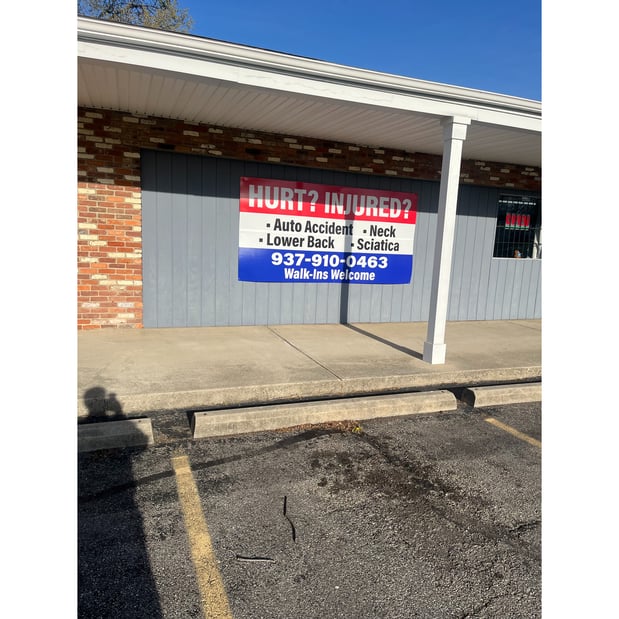 HURT? INJURED?
• Auto Accident • Neck
• Lower Back • Sciatica
937-910-0463
Walk-Ins Welcome